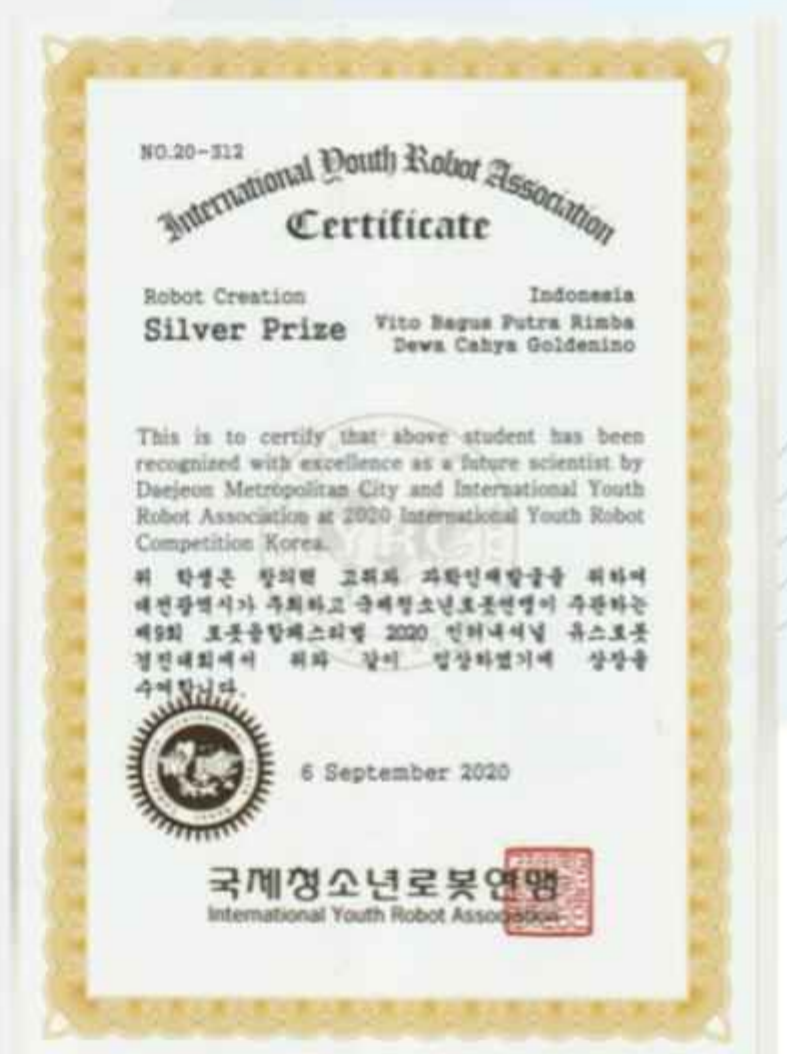 NO.20-312
International Youth Robot Association
Certificate
Robot Creation
Indonesia
Silver Prize
Vito Bagus Putra Rimba
Dewa Cahya Goldenino
This is to certify that above student has been
recognized with excellence as a future scientist by
Daejeon Metropolitan City and International Youth
Robot Association at 2020 International Youth Robot
Competition Korea.
위 학생은 창의력 고취와 과학인재발굴을 위하여
대전광역시가 주최하고 국제청소년로봇연맹이 주관하는
제9회 로봇융합페스티벌 2020 인터내셔널 유스로봇
경진대회에서 위와 같이 입상하였기에 상장을
수여합니다.
6 September 2020
국제청소년로봇연맹
International Youth Robot Association